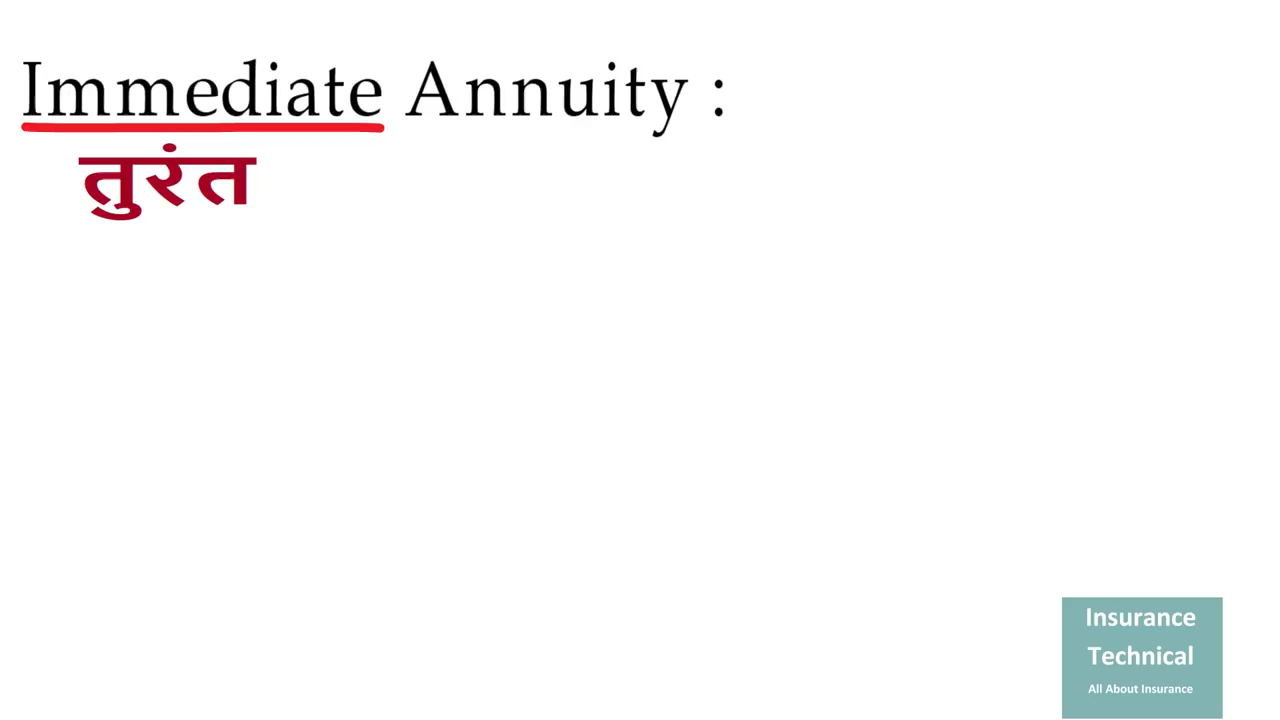 Immediate Annuity :
तुरंत
Insurance
Technical
All About Insurance